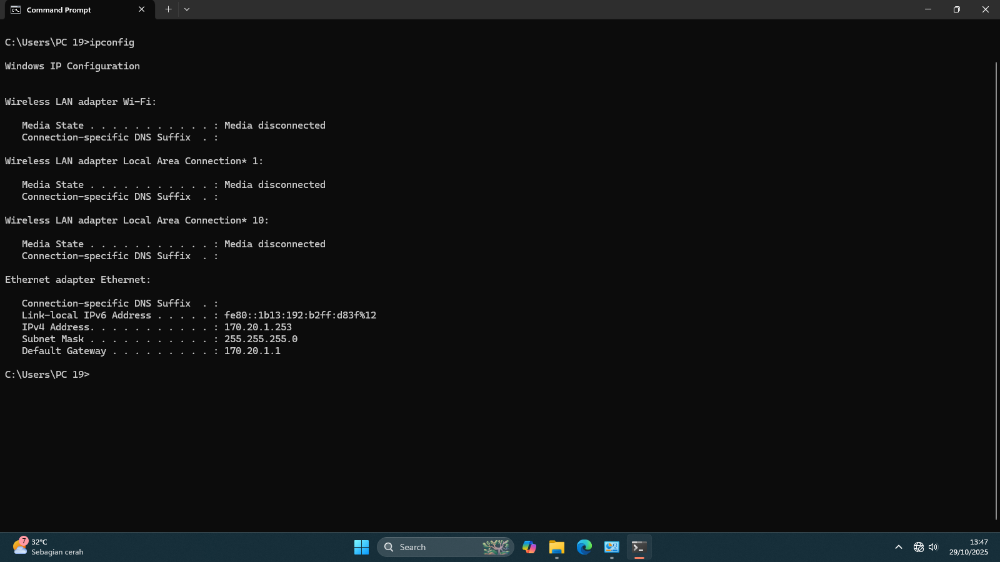 Command Prompt
C:\Users\PC 19>ipconfig
Windows IP Configuration
Wireless LAN adapter Wi-Fi:
   Media State . . . . . . . . . . . : Media disconnected
   Connection-specific DNS Suffix  . :
Wireless LAN adapter Local Area Connection* 1:
   Media State . . . . . . . . . . . : Media disconnected
   Connection-specific DNS Suffix  . :
Wireless LAN adapter Local Area Connection* 10:
   Media State . . . . . . . . . . . : Media disconnected
   Connection-specific DNS Suffix  . :
Ethernet adapter Ethernet:
   Connection-specific DNS Suffix  . :
   Link-local IPv6 Address . . . . . : fe80::1b13:192:b2ff:d83f%12
   IPv4 Address. . . . . . . . . . . : 170.20.1.253
   Subnet Mask . . . . . . . . . . . : 255.255.255.0
   Default Gateway . . . . . . . . . : 170.20.1.1
C:\Users\PC 19>
7
32°C
Sebagian cerah
Search
13:47
29/10/2025